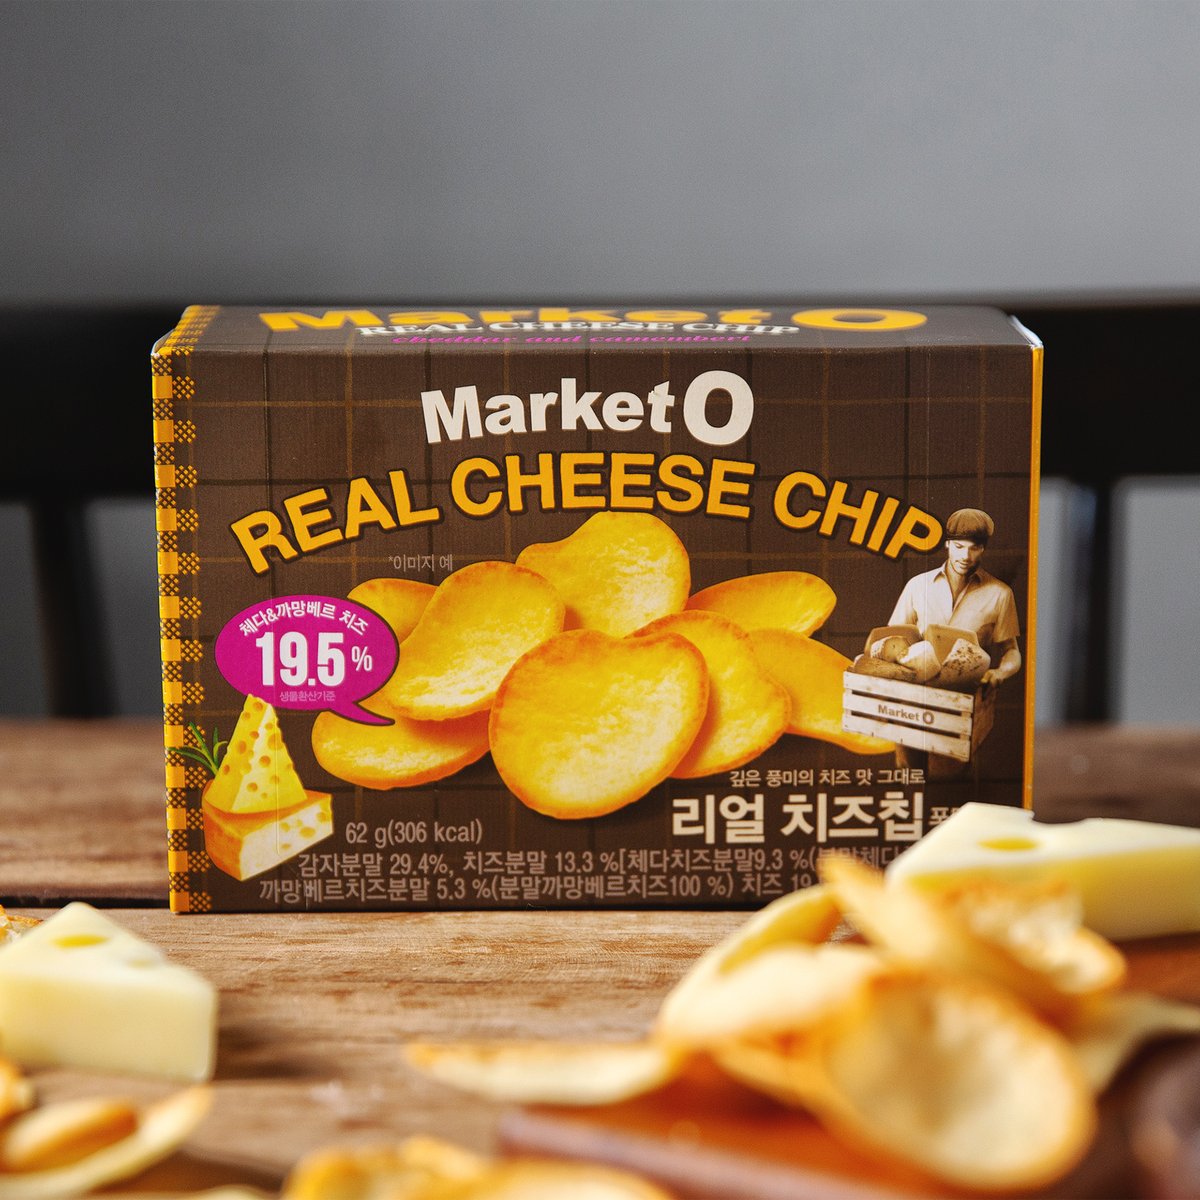 Market O
REAL CHEESE CHIP
cheddar and camembert
Market O
REAL CHEESE CHIP
*이미지 예
체다&까망베르 치즈
19.5%
생물환산기준
Market O
깊은 풍미의 치즈 맛 그대로
리얼 치즈칩
62 g(306 kcal)
감자분말 29.4%, 치즈분말 13.3 %[체다치즈분말9.3 %(분말체다
까망베르치즈분말 5.3 %(분말까망베르치즈100 %) 치즈